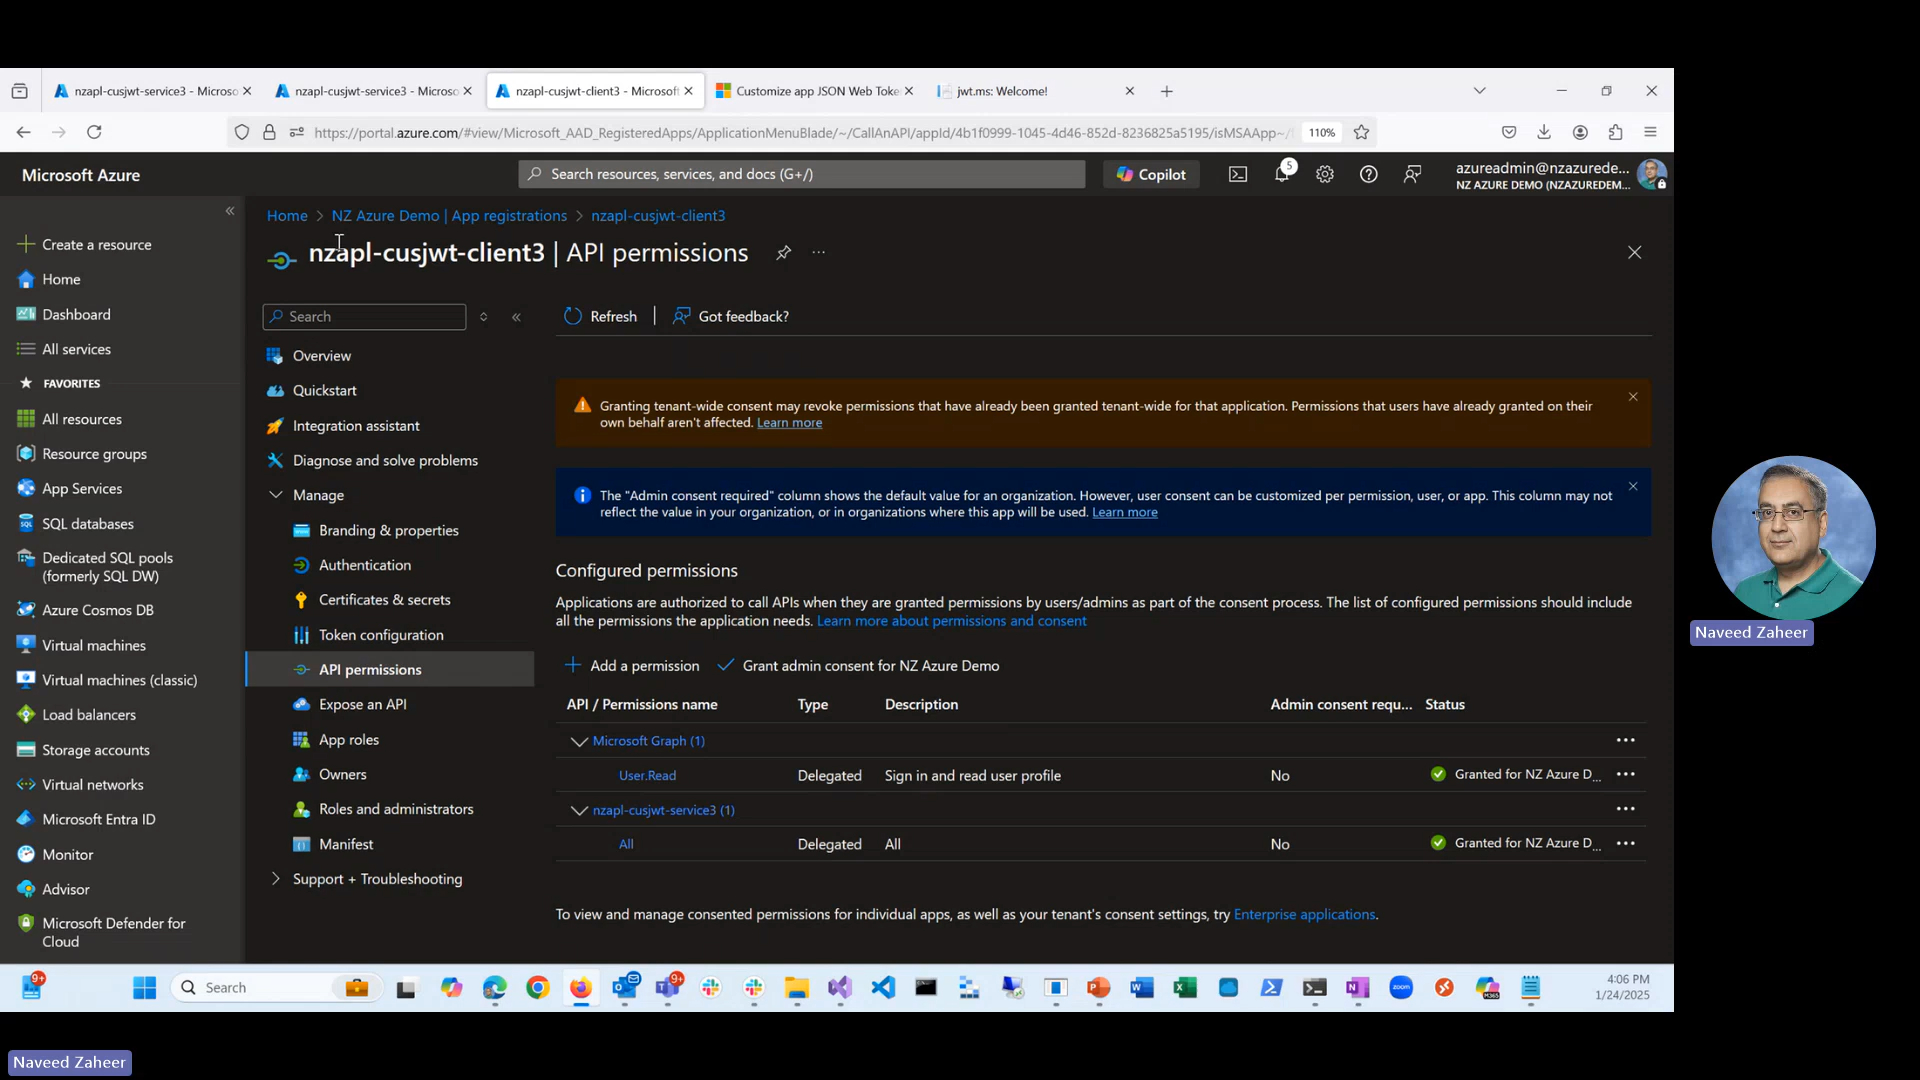 nzapl-cusjwt-service3 - Microso
nzapl-cusjwt-service3 - Microso
nzapl-cusjwt-client3 - Microsoft
Customize app JSON Web Toke
jwt.ms: Welcome!
https://portal.azure.com/#view/Microsoft_AAD_RegisteredApps/ApplicationMenuBlade/~/CallAnAPI/appId/4b1f0999-1045-4d46-852d-8236825a5195/isMSAApp~/
110%
Microsoft Azure
Search resources, services, and docs (G+/)
Copilot
5
azureadmin@nzazurede...
NZ AZURE DEMO (NZAZUREDEM...
Home > NZ Azure Demo | App registrations > nzapl-cusjwt-client3
nzapl-cusjwt-client3 | API permissions
Create a resource
Home
Dashboard
All services
FAVORITES
All resources
Resource groups
App Services
SQL databases
Dedicated SQL pools
(formerly SQL DW)
Azure Cosmos DB
Virtual machines
Virtual machines (classic)
Load balancers
Storage accounts
Virtual networks
Microsoft Entra ID
Monitor
Advisor
Microsoft Defender for
Cloud
Search
Overview
Quickstart
Integration assistant
Diagnose and solve problems
Manage
Branding & properties
Authentication
Certificates & secrets
Token configuration
API permissions
Expose an API
App roles
Owners
Roles and administrators
Manifest
Support + Troubleshooting
Refresh
Got feedback?
Granting tenant-wide consent may revoke permissions that have already been granted tenant-wide for that application. Permissions that users have already granted on their
own behalf aren't affected. Learn more
The "Admin consent required" column shows the default value for an organization. However, user consent can be customized per permission, user, or app. This column may not
reflect the value in your organization, or in organizations where this app will be used. Learn more
Configured permissions
Applications are authorized to call APIs when they are granted permissions by users/admins as part of the consent process. The list of configured permissions should include
all the permissions the application needs. Learn more about permissions and consent
Add a permission
Grant admin consent for NZ Azure Demo
API / Permissions name Type Description Admin consent requ... Status
Microsoft Graph (1)
User.Read Delegated Sign in and read user profile No Granted for NZ Azure D...
nzapl-cusjwt-service3 (1)
All Delegated All No Granted for NZ Azure D...
To view and manage consented permissions for individual apps, as well as your tenant's consent settings, try Enterprise applications.
Naveed Zaheer
9+
Search
9+
zoom
M365
4:06 PM
1/24/2025
Naveed Zaheer